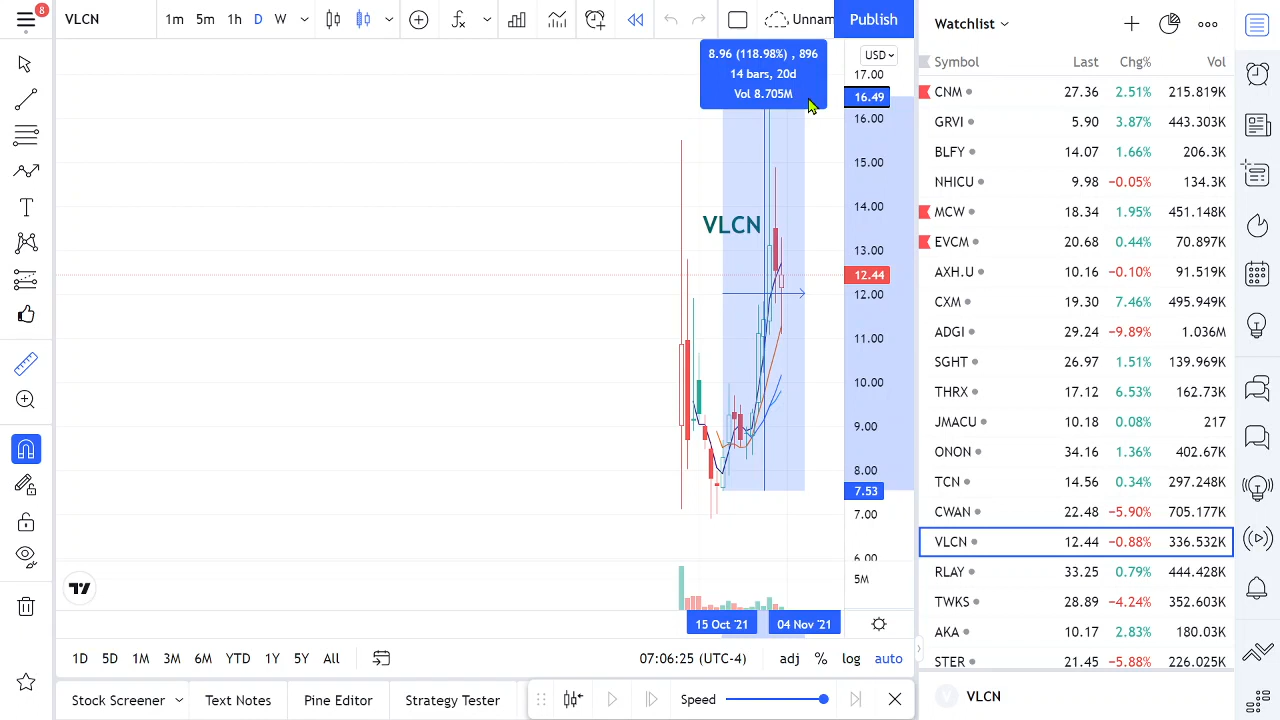 8
VLCN
1m 5m 1h D W
Unnam
Publish
8.96 (118.98%) , 896
14 bars, 20d
Vol 8.705M
VLCN
USD
17.00
16.49
16.00
15.00
14.00
13.00
12.44
12.00
11.00
10.00
9.00
8.00
7.53
7.00
6.00
5M
15 Oct '21
04 Nov '21
1D 5D 1M 3M 6M YTD 1Y 5Y All
07:06:25 (UTC-4)
adj % log auto
Stock Screener
Text Notes
Pine Editor
Strategy Tester
Speed
Watchlist
Symbol Last Chg% Vol
CNM 27.36 2.51% 215.819K
GRVI 5.90 3.87% 443.303K
BLFY 14.07 1.66% 206.3K
NHICU 9.98 −0.05% 134.3K
MCW 18.34 1.95% 451.148K
EVCM 20.68 0.44% 70.897K
AXH.U 10.16 −0.10% 91.519K
CXM 19.30 7.46% 495.949K
ADGI 29.24 −9.89% 1.036M
SGHT 26.97 1.51% 139.969K
THRX 17.12 6.53% 162.73K
JMACU 10.18 0.08% 217
ONON 34.16 1.36% 402.67K
TCN 14.56 0.34% 297.248K
CWAN 22.48 −5.90% 705.177K
VLCN 12.44 −0.88% 336.532K
RLAY 33.25 0.79% 444.428K
TWKS 28.89 −4.24% 352.603K
AKA 10.17 2.83% 180.03K
STER 21.45 −5.88% 226.025K
V VLCN